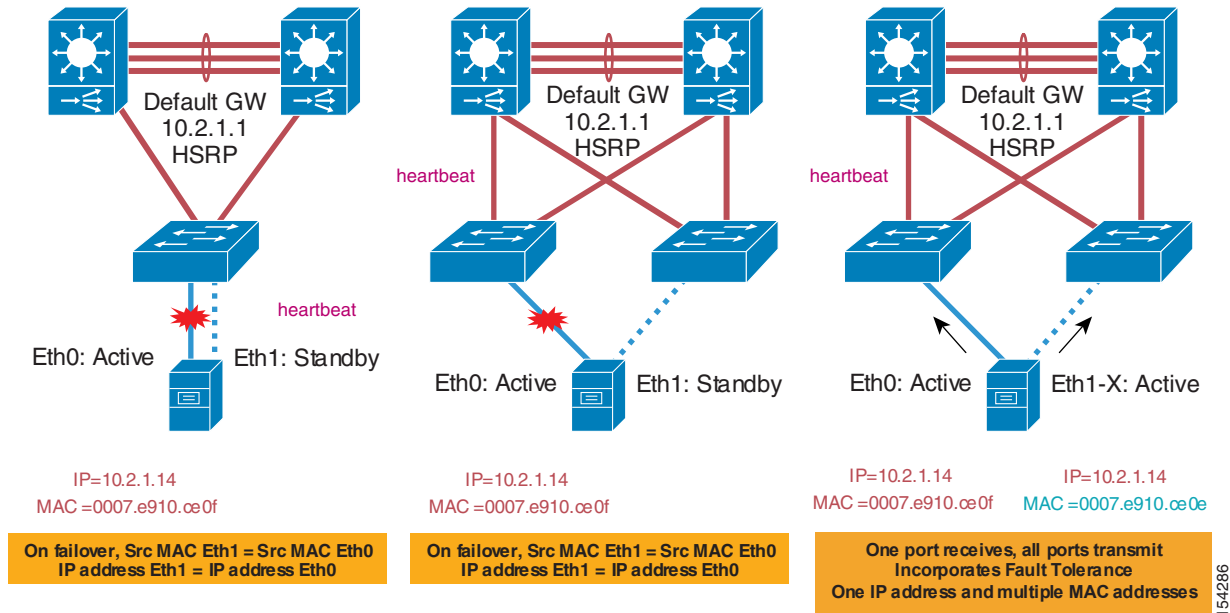 Default GW
10.2.1.1
HSRP
heartbeat
Eth0: Active
Eth1: Standby
IP=10.2.1.14
MAC =0007.e910.ce0f
On failover, Src MAC Eth1 = Src MAC Eth0
IP address Eth1 = IP address Eth0
Default GW
10.2.1.1
HSRP
heartbeat
Eth0: Active
Eth1: Standby
IP=10.2.1.14
MAC =0007.e910.ce0f
On failover, Src MAC Eth1 = Src MAC Eth0
IP address Eth1 = IP address Eth0
Default GW
10.2.1.1
HSRP
heartbeat
Eth0: Active
Eth1-X: Active
IP=10.2.1.14
MAC =0007.e910.ce0f
IP=10.2.1.14
MAC =0007.e910.ce0e
One port receives, all ports transmit
Incorporates Fault Tolerance
One IP address and multiple MAC addresses
154286